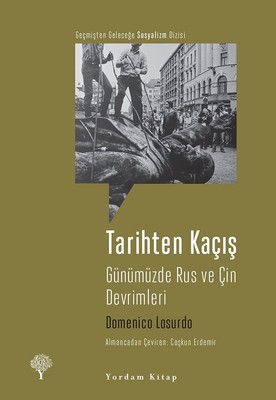 Geçmişten Geleceğe Sosyalizm Dizisi
Tarihten Kaçış
Günümüzde Rus ve Çin
Devrimleri
Domenico Losurdo
Almancadan Çeviren: Coşkun Erdemir
Yordam Kitap